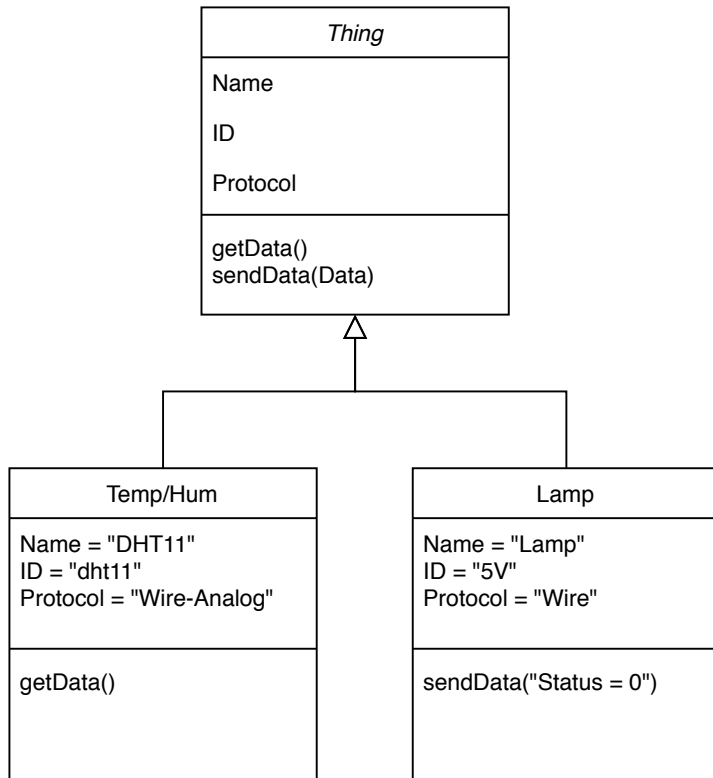 Thing
Name
ID
Protocol
getData()
sendData(Data)
Temp/Hum
Name = "DHT11"
ID = "dht11"
Protocol = "Wire-Analog"
getData()
Lamp
Name = "Lamp"
ID = "5V"
Protocol = "Wire"
sendData("Status = 0")